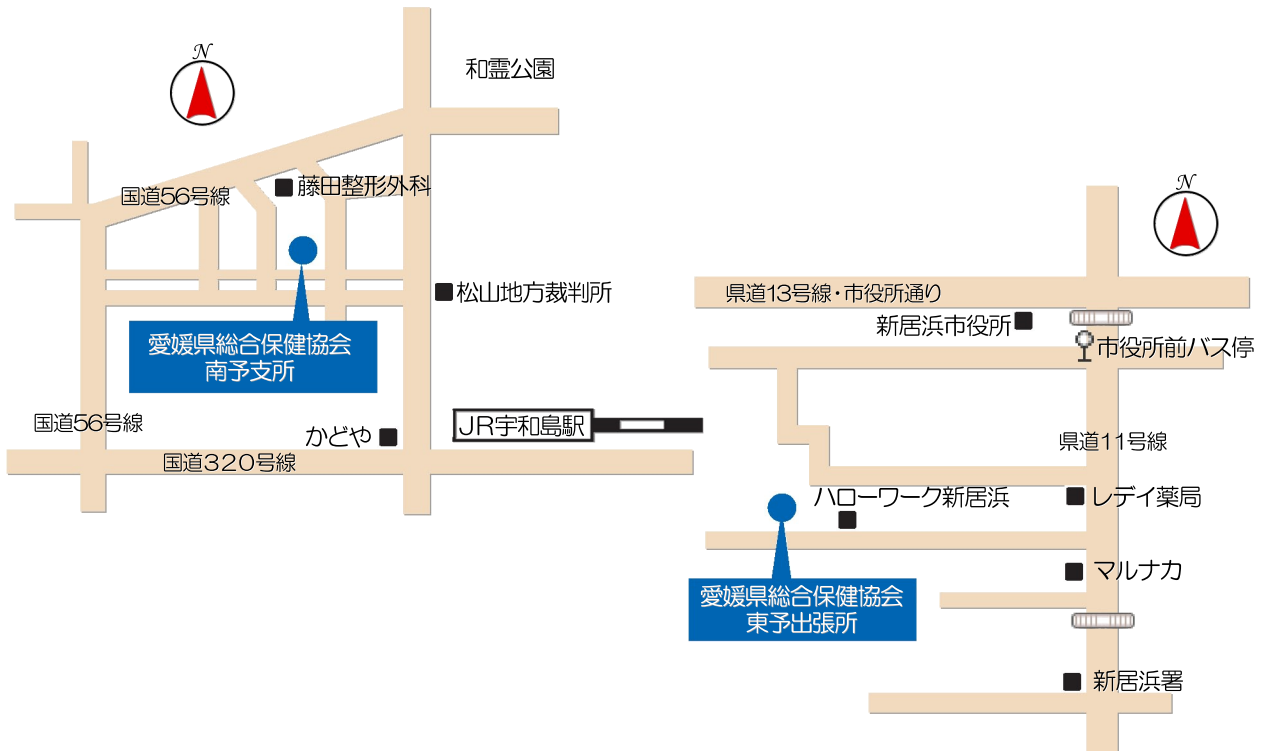 N
和霊公園
国道56号線
藤田整形外科
松山地方裁判所
愛媛県総合保健協会
南予支所
国道56号線
かどや
JR宇和島駅
国道320号線
N
県道13号線・市役所通り
新居浜市役所
市役所前バス停
県道11号線
ハローワーク新居浜
レデイ薬局
マルナカ
愛媛県総合保健協会
東予出張所
新居浜署